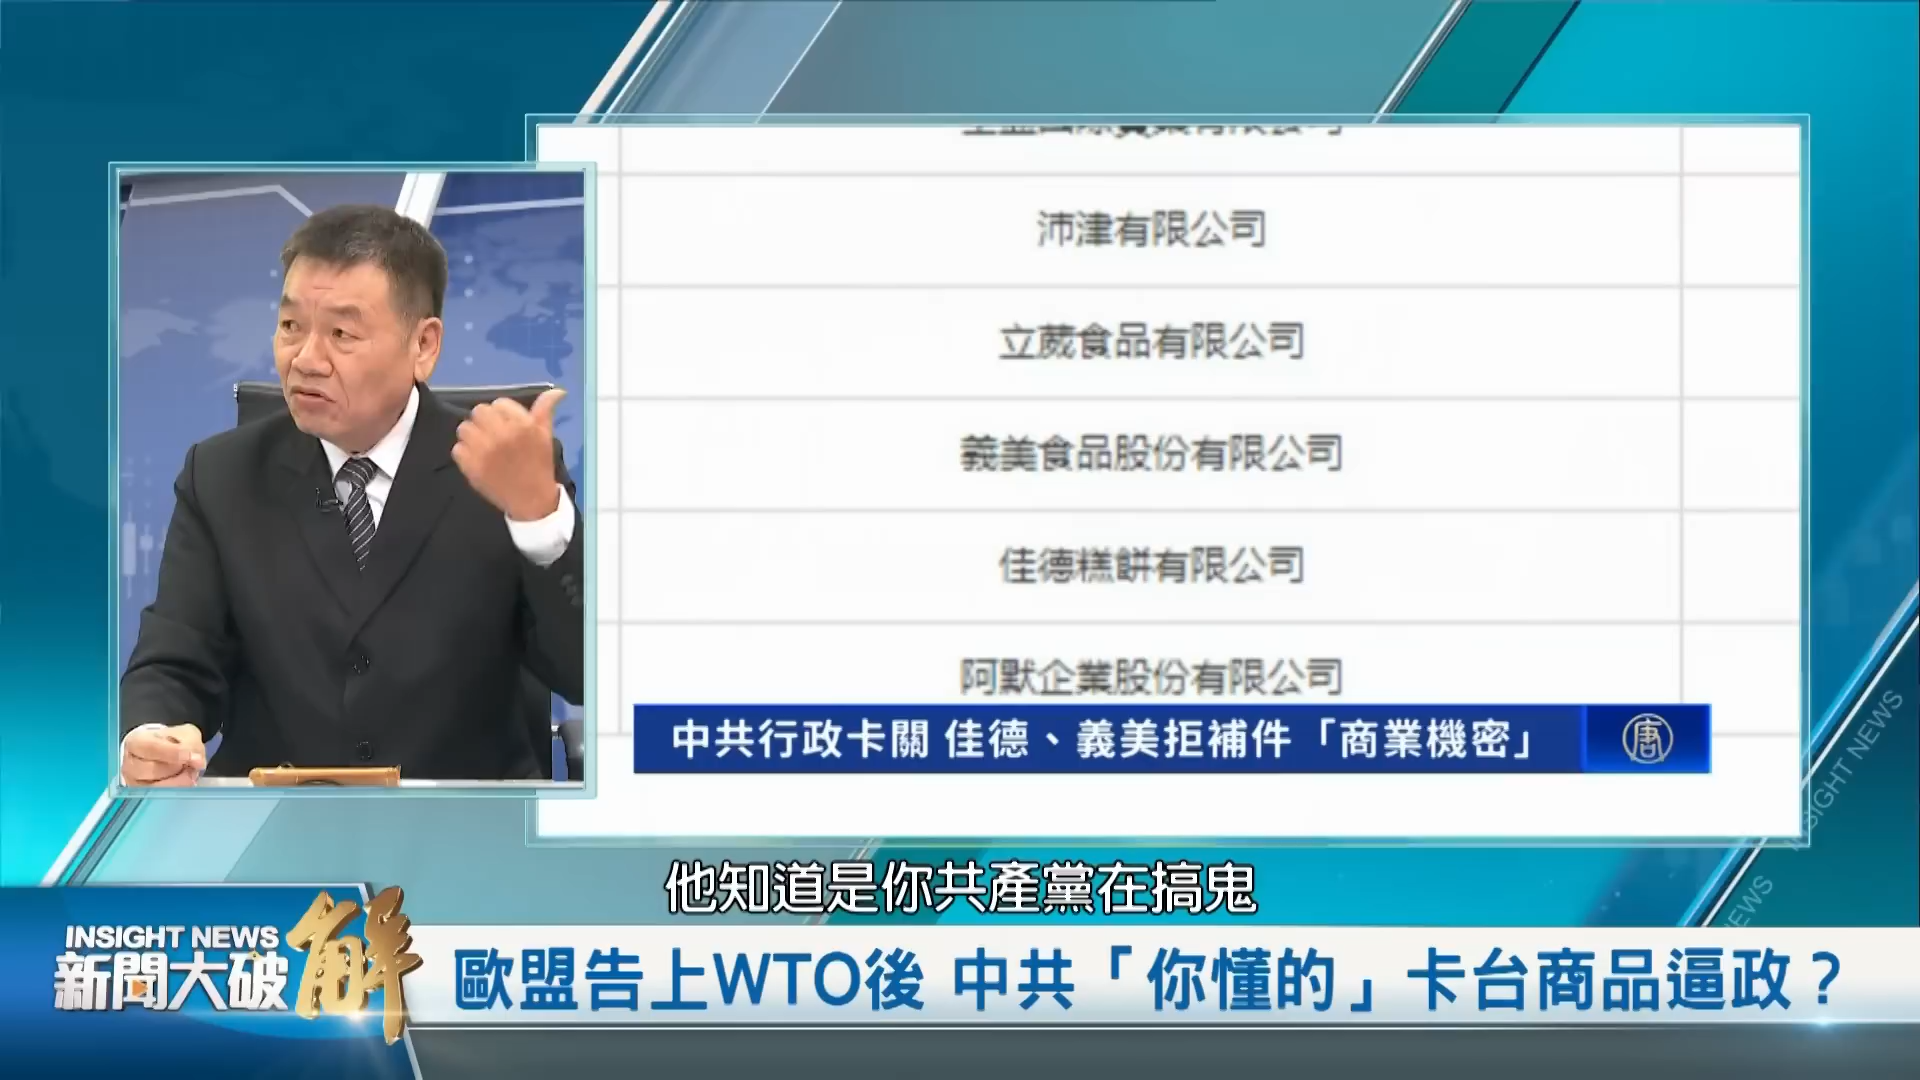 沛津有限公司
立葳食品有限公司
義美食品股份有限公司
佳德糕餅有限公司
阿默企業股份有限公司
中共行政卡關 佳德、義美拒補件「商業機密」
唐
INSIGHT NEWS
他知道是你共產黨在搞鬼
INSIGHT NEWS
新聞大破解
歐盟告上WTO後 中共「你懂的」卡台商品逼政？